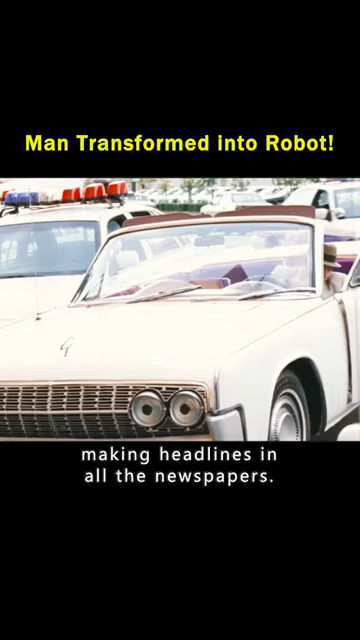 Man Transformed into Robot!
G
making headlines in
all the newspapers.